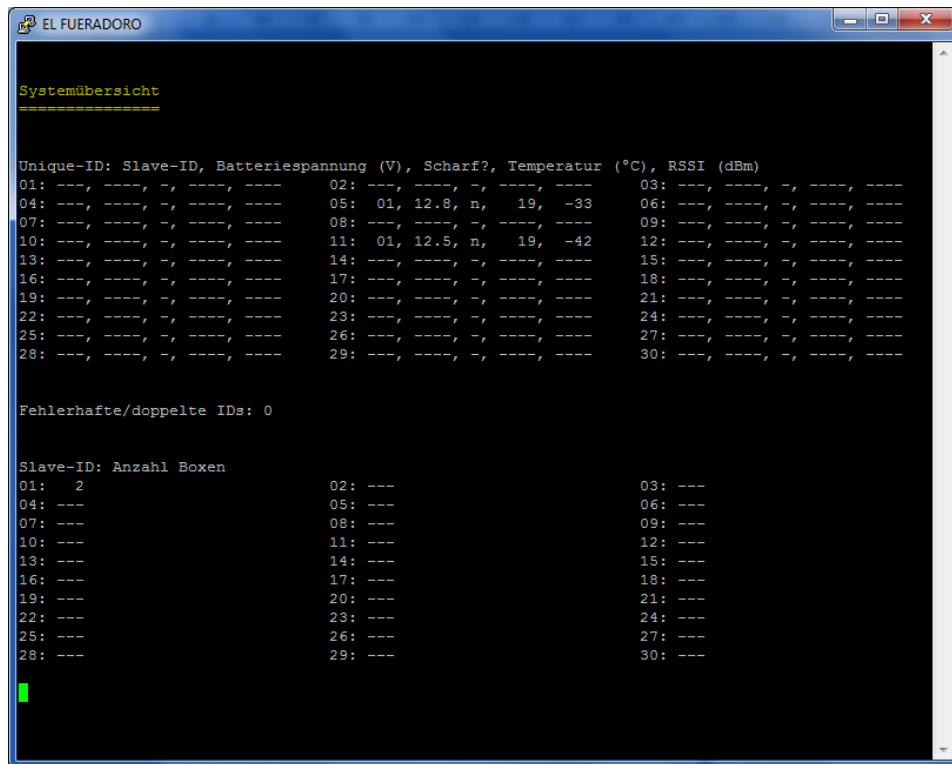 EL FUERADORO
Systemübersicht
===============
Unique-ID: Slave-ID, Batteriespannung (V), Scharf?, Temperatur (°C), RSSI (dBm)
01: ---, ----, -, ----, ----     02: ---, ----, -, ----, ----     03: ---, ----, -, ----, ----
04: ---, ----, -, ----, ----     05:  01, 12.8, n,   19,  -33     06: ---, ----, -, ----, ----
07: ---, ----, -, ----, ----     08: ---, ----, -, ----, ----     09: ---, ----, -, ----, ----
10: ---, ----, -, ----, ----     11:  01, 12.5, n,   19,  -42     12: ---, ----, -, ----, ----
13: ---, ----, -, ----, ----     14: ---, ----, -, ----, ----     15: ---, ----, -, ----, ----
16: ---, ----, -, ----, ----     17: ---, ----, -, ----, ----     18: ---, ----, -, ----, ----
19: ---, ----, -, ----, ----     20: ---, ----, -, ----, ----     21: ---, ----, -, ----, ----
22: ---, ----, -, ----, ----     23: ---, ----, -, ----, ----     24: ---, ----, -, ----, ----
25: ---, ----, -, ----, ----     26: ---, ----, -, ----, ----     27: ---, ----, -, ----, ----
28: ---, ----, -, ----, ----     29: ---, ----, -, ----, ----     30: ---, ----, -, ----, ----
Fehlerhafte/doppelte IDs: 0
Slave-ID: Anzahl Boxen
01:   2                          02: ---                          03: ---
04: ---                          05: ---                          06: ---
07: ---                          08: ---                          09: ---
10: ---                          11: ---                          12: ---
13: ---                          14: ---                          15: ---
16: ---                          17: ---                          18: ---
19: ---                          20: ---                          21: ---
22: ---                          23: ---                          24: ---
25: ---                          26: ---                          27: ---
28: ---                          29: ---                          30: ---